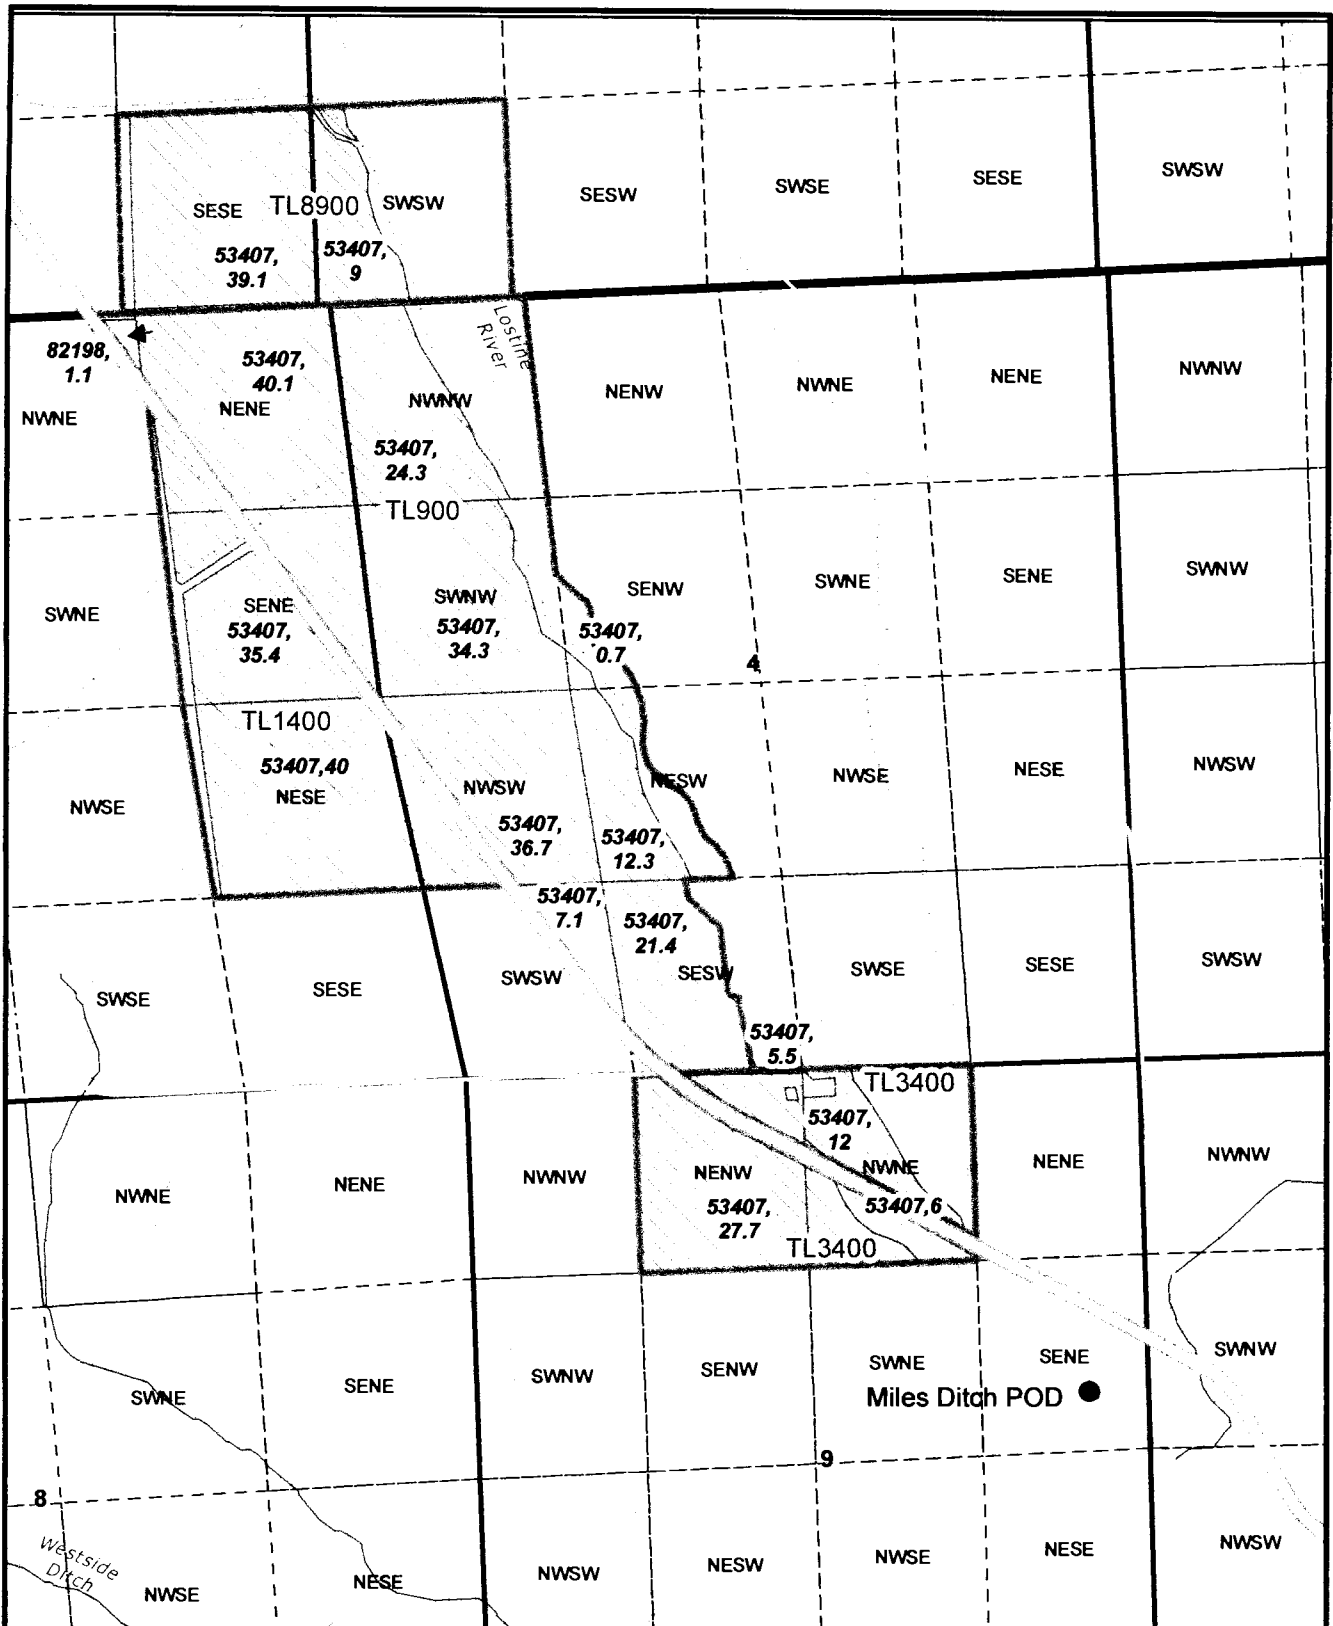 SESE
TL8900
SWSW
SESW
SWSE
SESE
SWSW
53407,
39.1
53407,
9
82198,
1.1
53407,
40.1
Lostine
River
NWNE
NENE
NWNW
NENW
NWNE
NENE
NWNW
53407,
24.3
TL900
SWNE
SENE
53407,
35.4
SWNW
53407,
34.3
SENW
53407,
0.7
SWNE
SENE
SWNW
4
TL1400
53407,40
NWSE
NESE
NWSW
NESW
NWSE
NESE
NWSW
53407,
36.7
53407,
12.3
53407,
7.1
53407,
21.4
SWSE
SESE
SWSW
SESW
SWSE
SESE
SWSW
53407,
5.5
TL3400
53407,
12
NWNE
NENE
NWNW
NENW
NWNE
NENE
NWNW
53407,
27.7
53407,6
TL3400
SWNE
SENE
SWNW
SENW
SWNE
SENE
SWNW
Miles Ditch POD
9
8
Westside
Ditch
NWSE
NESE
NWSW
NESW
NWSE
NESE
NWSW